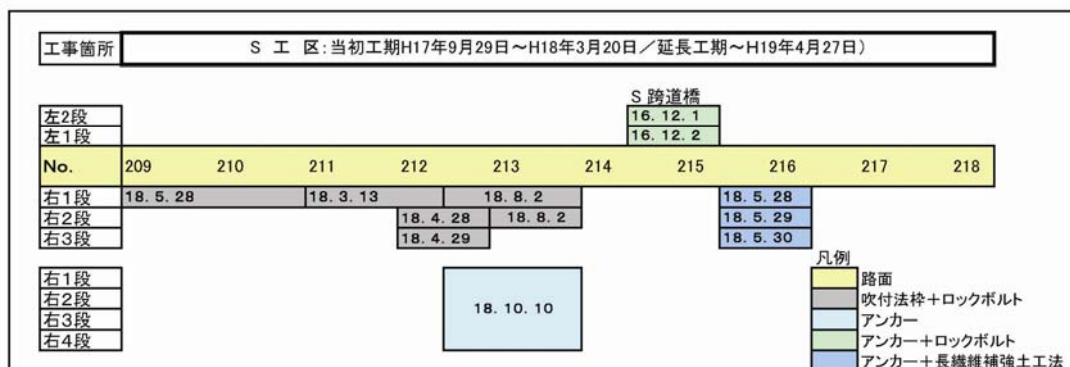 工事箇所 S 工 区:当初工期H17年9月29日～H18年3月20日／延長工期～H19年4月27日）
S 跨道橋
左2段 16. 12. 1
左1段 16. 12. 2
No. 209 210 211 212 213 214 215 216 217 218
右1段 18. 5. 28 18. 3. 13 18. 8. 2 18. 5. 28
右2段 18. 4. 28 18. 8. 2 18. 5. 29
右3段 18. 4. 29 18. 5. 30
凡例
右1段 路面
右2段 吹付法枠＋ロックボルト
18. 10. 10
右3段 アンカー
右4段 アンカー＋ロックボルト
アンカー＋長繊維補強土工法